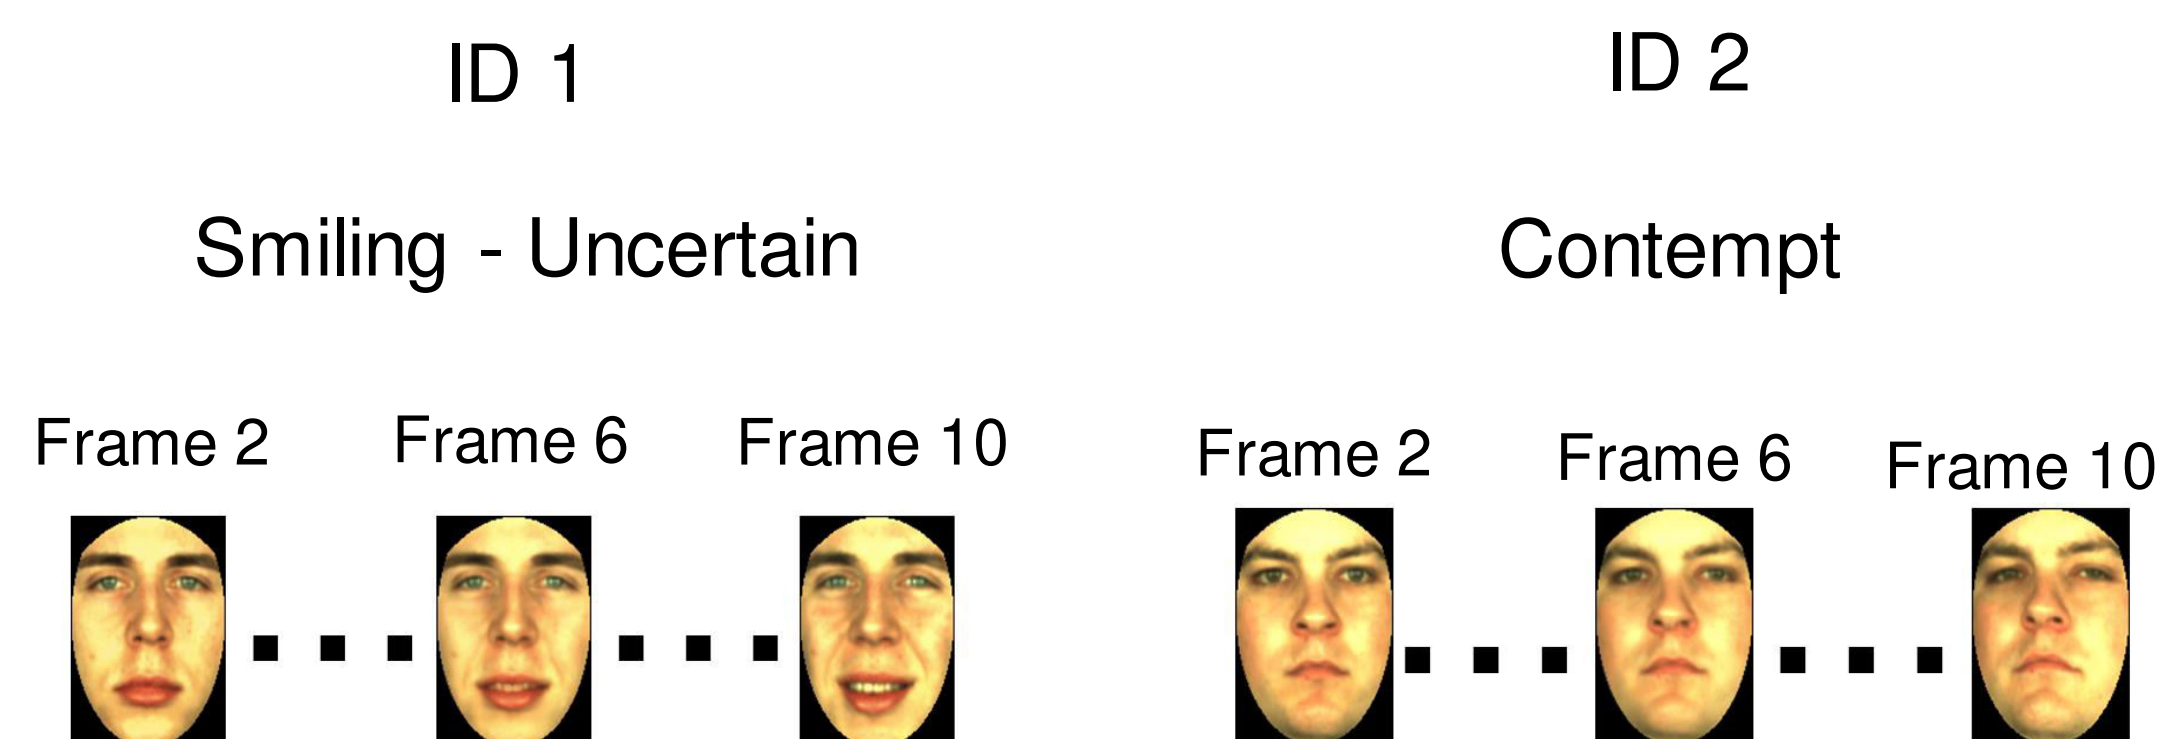 ID 1
Smiling - Uncertain
Frame 2 Frame 6 Frame 10
ID 2
Contempt
Frame 2 Frame 6 Frame 10